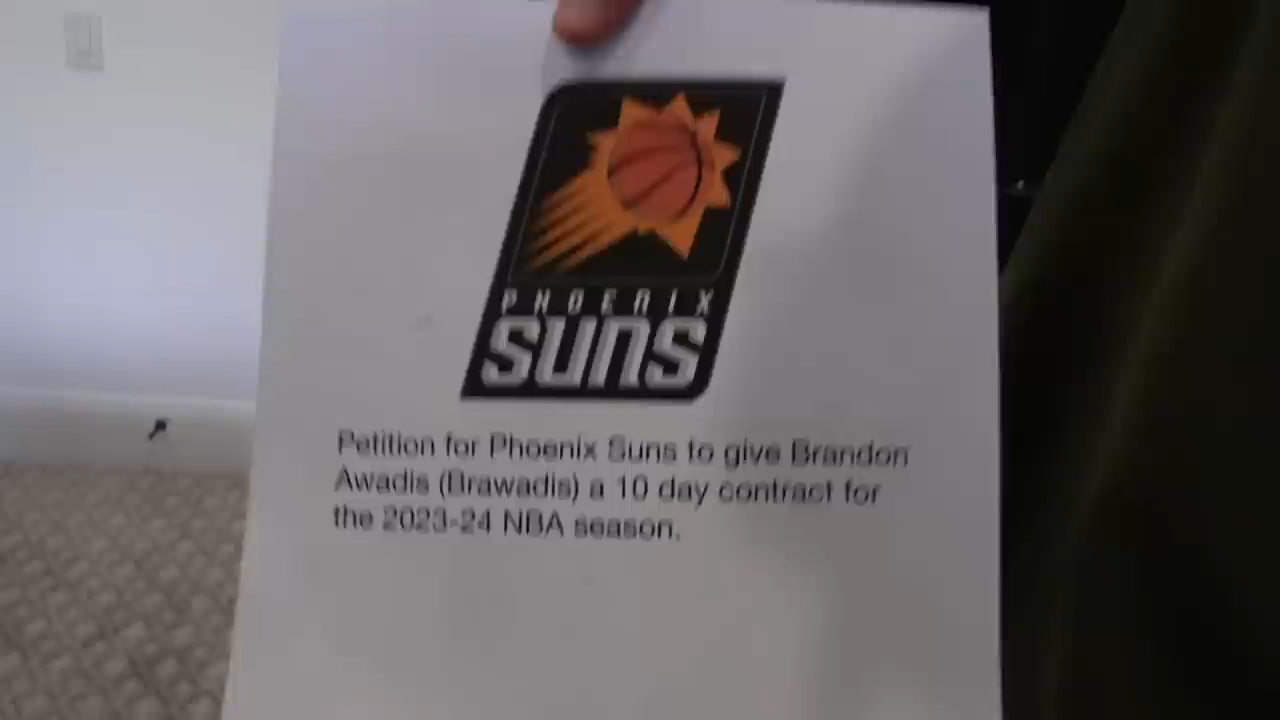 PHOENIX
SUNS
Petition for Phoenix Suns to give Brandon
Awadis (Brawadis) a 10 day contract for
the 2023-24 NBA season.